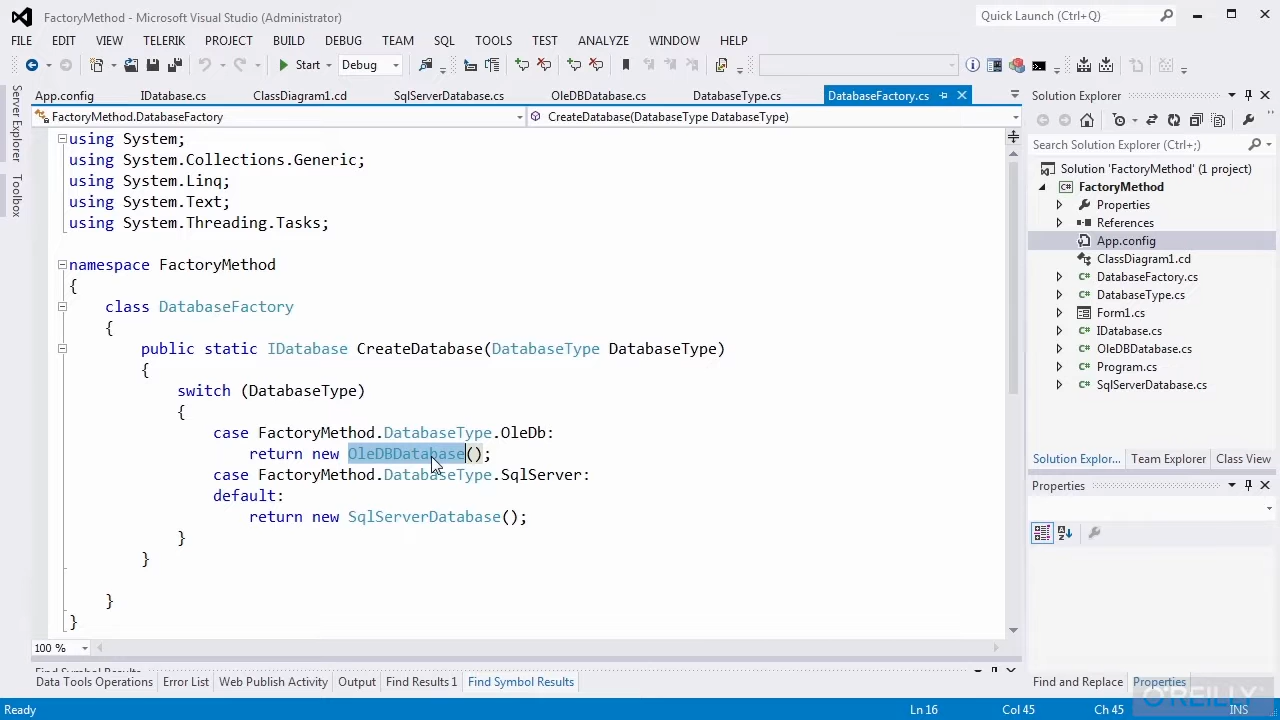 FactoryMethod - Microsoft Visual Studio (Administrator)
Quick Launch (Ctrl+Q)
FILE EDIT VIEW TELERIK PROJECT BUILD DEBUG TEAM SQL TOOLS TEST ANALYZE WINDOW HELP
Start Debug
App.config IDatabase.cs ClassDiagram1.cd SqlServerDatabase.cs OleDBDatabase.cs DatabaseType.cs DatabaseFactory.cs
FactoryMethod.DatabaseFactory CreateDatabase(DatabaseType DatabaseType)
Server Explorer
Toolbox
using System;
using System.Collections.Generic;
using System.Linq;
using System.Text;
using System.Threading.Tasks;
namespace FactoryMethod
{
class DatabaseFactory
{
public static IDatabase CreateDatabase(DatabaseType DatabaseType)
{
switch (DatabaseType)
{
case FactoryMethod.DatabaseType.OleDb:
return new OleDBDatabase();
case FactoryMethod.DatabaseType.SqlServer:
default:
return new SqlServerDatabase();
}
}
}
}
100 %
Find Symbol Results
Data Tools Operations Error List Web Publish Activity Output Find Results 1 Find Symbol Results
Solution Explorer
Search Solution Explorer (Ctrl+;)
Solution 'FactoryMethod' (1 project)
FactoryMethod
Properties
References
App.config
ClassDiagram1.cd
DatabaseFactory.cs
DatabaseType.cs
Form1.cs
IDatabase.cs
OleDBDatabase.cs
Program.cs
SqlServerDatabase.cs
Solution Explor... Team Explorer Class View
Properties
Find and Replace Properties
O'REILLY
Ready Ln 16 Col 45 Ch 45 INS